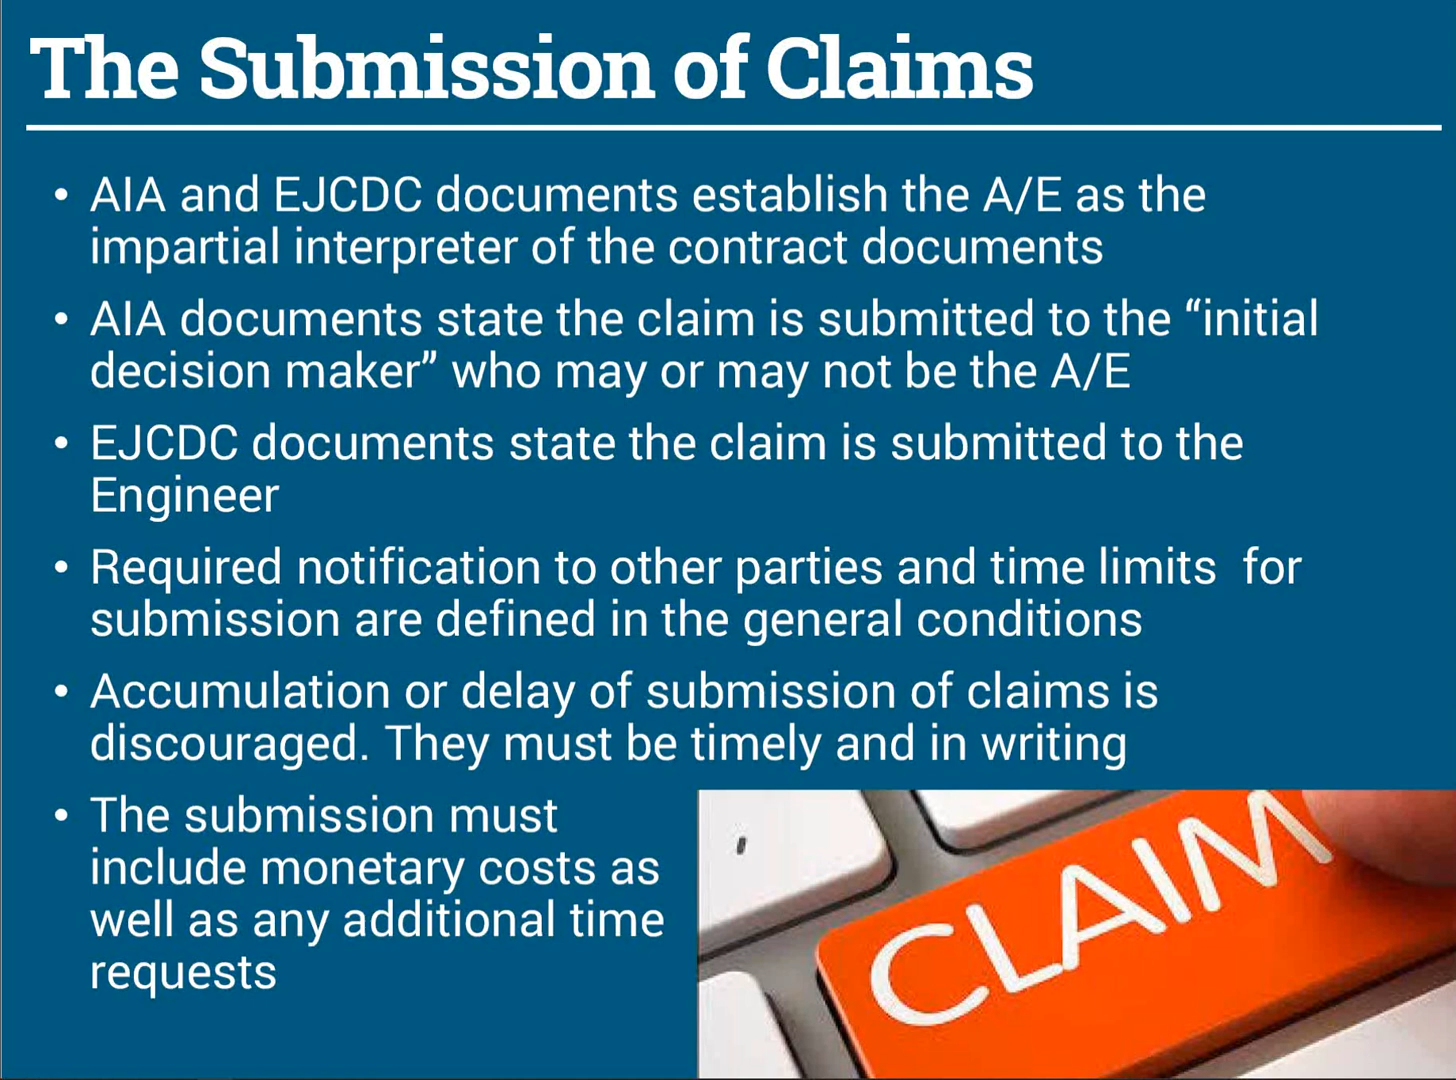 The Submission of Claims
• AIA and EJCDC documents establish the A/E as the
impartial interpreter of the contract documents
• AIA documents state the claim is submitted to the “initial
decision maker” who may or may not be the A/E
• EJCDC documents state the claim is submitted to the
Engineer
• Required notification to other parties and time limits  for
submission are defined in the general conditions
• Accumulation or delay of submission of claims is
discouraged. They must be timely and in writing
• The submission must
include monetary costs as
well as any additional time
requests
CLAIM